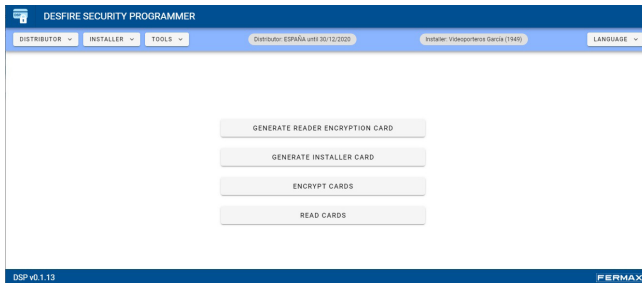 DESFIRE SECURITY PROGRAMMER
DISTRIBUTOR INSTALLER TOOLS Distributor: ESPAÑA until 30/12/2020 Installer: Videoporteros García (1949) LANGUAGE
GENERATE READER ENCRYPTION CARD
GENERATE INSTALLER CARD
ENCRYPT CARDS
READ CARDS
DSP v0.1.13 FERMAX